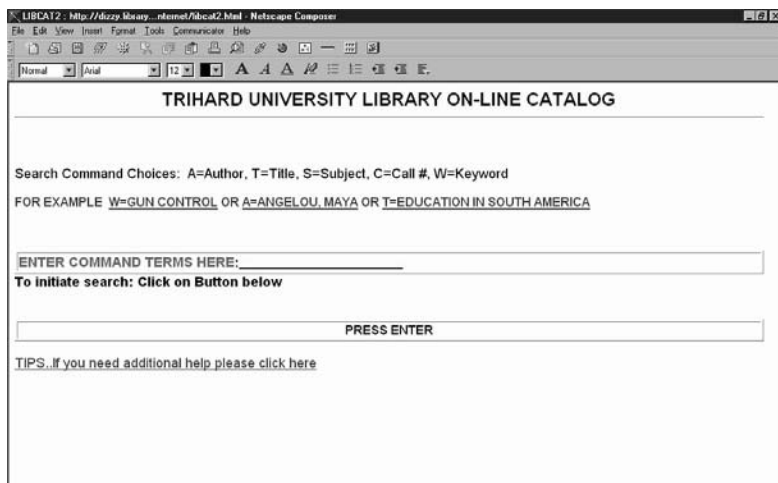 LIBCAT2 : http://dizzy.library...nternet/libcat2.html - Netscape Composer
File Edit View Insert Format Tools Communicator Help
Normal Arial 12 A A A
TRIHARD UNIVERSITY LIBRARY ON-LINE CATALOG
Search Command Choices: A=Author, T=Title, S=Subject, C=Call #, W=Keyword
FOR EXAMPLE W=GUN CONTROL OR A=ANGELOU, MAYA OR T=EDUCATION IN SOUTH AMERICA
ENTER COMMAND TERMS HERE:
To initiate search: Click on Button below
PRESS ENTER
TIPS..If you need additional help please click here